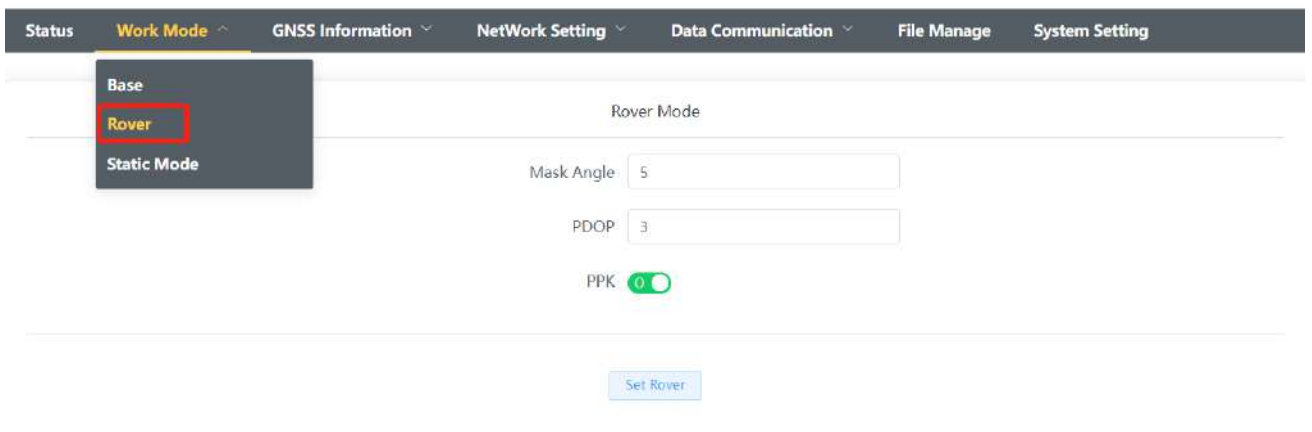 Status Work Mode GNSS Information NetWork Setting Data Communication File Manage System Setting
Base
Rover
Static Mode
Rover Mode
Mask Angle 5
PDOP 3
PPK
Set Rover